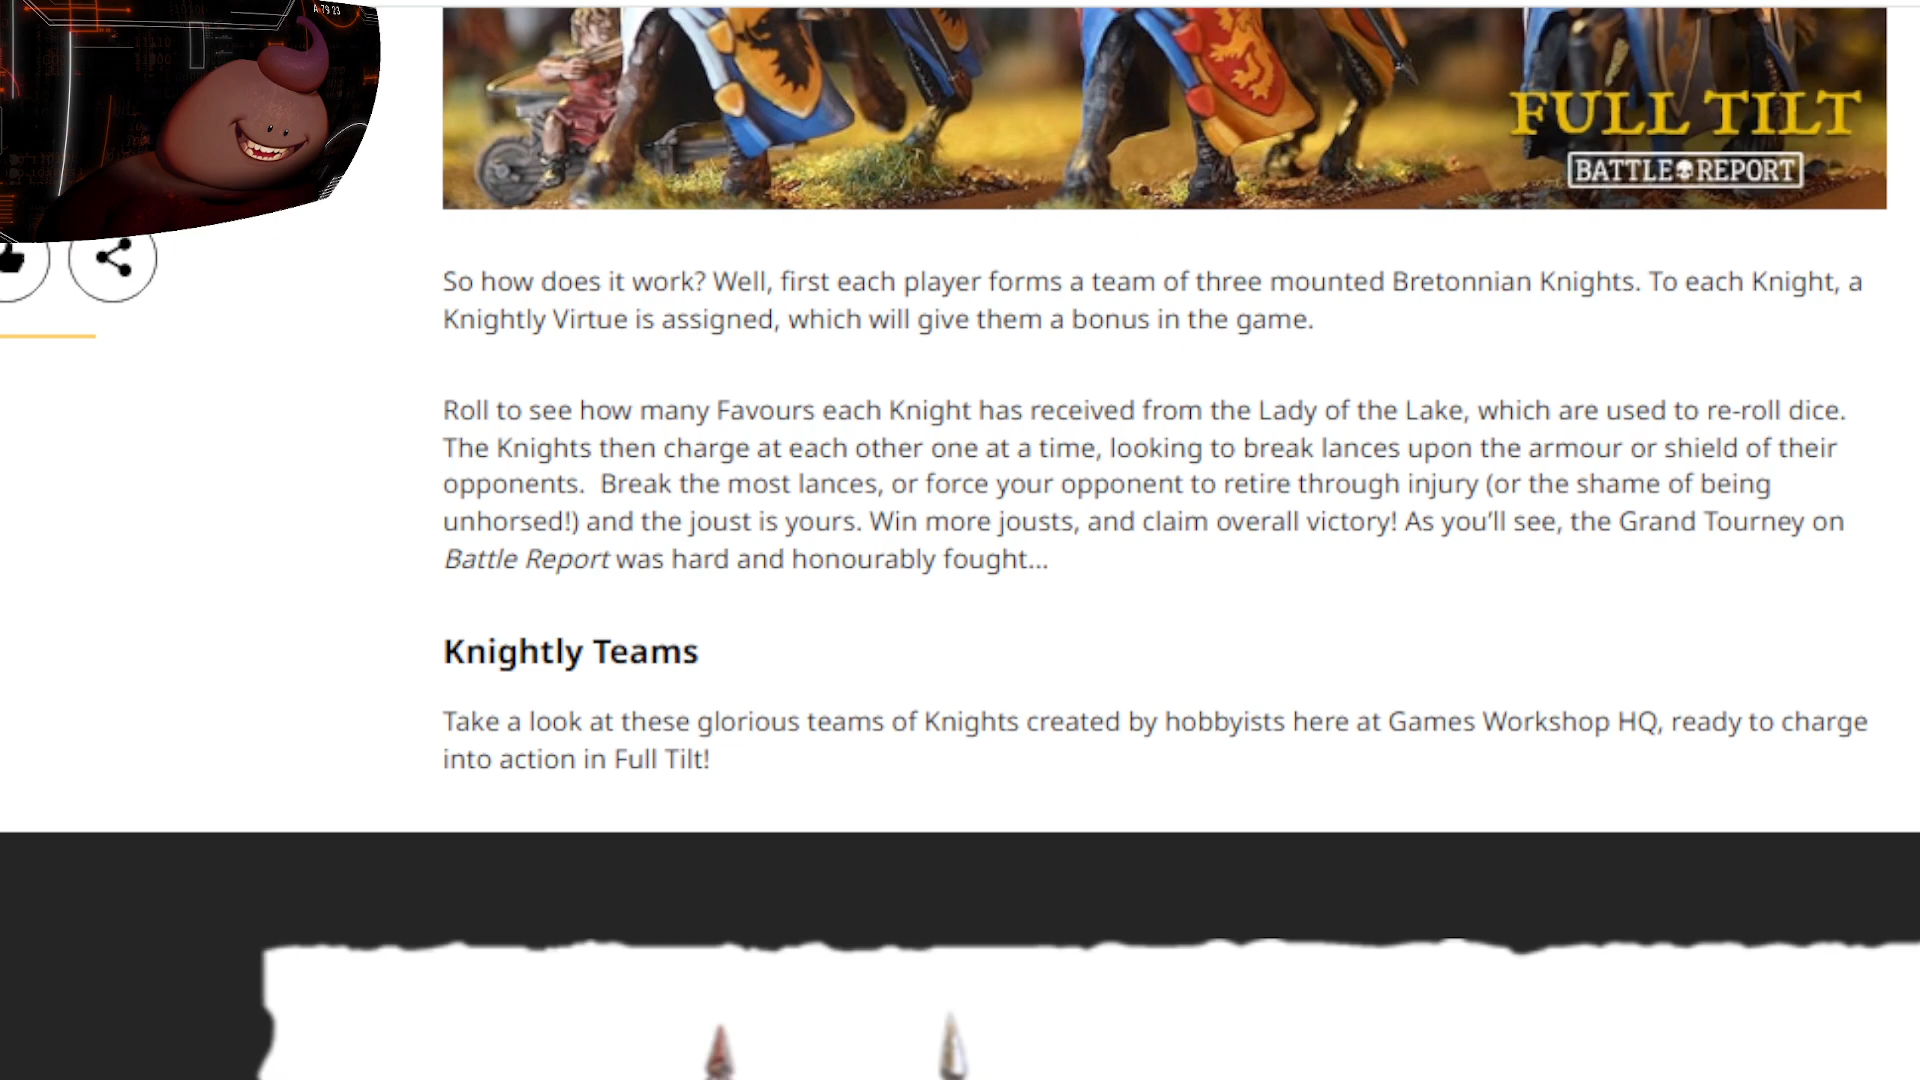 A-79 23
FULL TILT
BATTLE REPORT
So how does it work? Well, first each player forms a team of three mounted Bretonnian Knights. To each Knight, a
Knightly Virtue is assigned, which will give them a bonus in the game.
Roll to see how many Favours each Knight has received from the Lady of the Lake, which are used to re-roll dice.
The Knights then charge at each other one at a time, looking to break lances upon the armour or shield of their
opponents.  Break the most lances, or force your opponent to retire through injury (or the shame of being
unhorsed!) and the joust is yours. Win more jousts, and claim overall victory! As you’ll see, the Grand Tourney on
Battle Report was hard and honourably fought…
Knightly Teams
Take a look at these glorious teams of Knights created by hobbyists here at Games Workshop HQ, ready to charge
into action in Full Tilt!